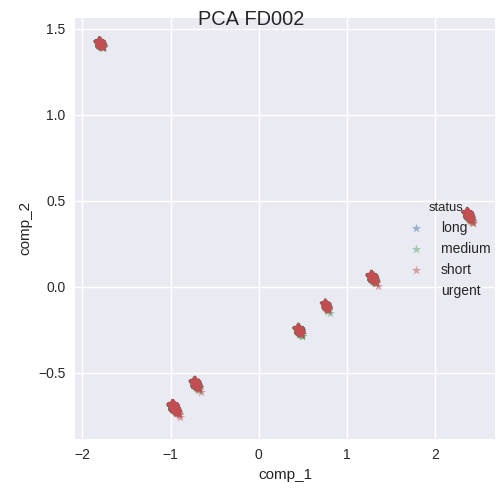 PCA FD002
1.5
1.0
0.5
0.0
−0.5
comp_2
status
long
medium
short
urgent
−2
−1
0
1
2
comp_1